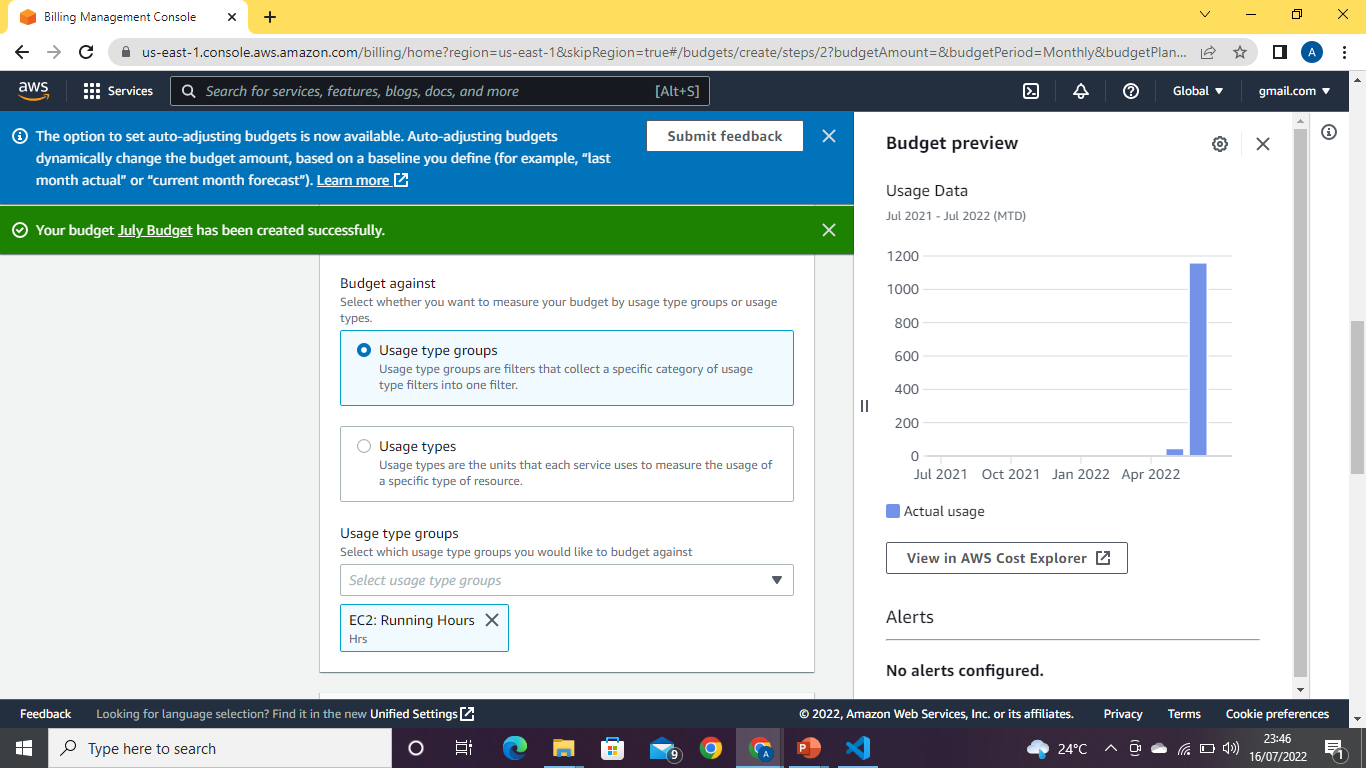 Billing Management Console
us-east-1.console.aws.amazon.com/billing/home?region=us-east-1&skipRegion=true#/budgets/create/steps/2?budgetAmount=&budgetPeriod=Monthly&budgetPlan...
A
aws
Services
Search for services, features, blogs, docs, and more
[Alt+S]
Global
gmail.com
The option to set auto-adjusting budgets is now available. Auto-adjusting budgets
dynamically change the budget amount, based on a baseline you define (for example, “last
month actual” or “current month forecast”). Learn more
Submit feedback
Your budget July Budget has been created successfully.
Budget against
Select whether you want to measure your budget by usage type groups or usage
types.
Usage type groups
Usage type groups are filters that collect a specific category of usage
type filters into one filter.
Usage types
Usage types are the units that each service uses to measure the usage of
a specific type of resource.
Usage type groups
Select which usage type groups you would like to budget against
Select usage type groups
EC2: Running Hours
Hrs
Budget preview
Usage Data
Jul 2021 - Jul 2022 (MTD)
1200
1000
800
600
400
200
0
Jul 2021 Oct 2021 Jan 2022 Apr 2022
Actual usage
View in AWS Cost Explorer
Alerts
No alerts configured.
Feedback
Looking for language selection? Find it in the new Unified Settings
© 2022, Amazon Web Services, Inc. or its affiliates.
Privacy
Terms
Cookie preferences
Type here to search
9
A
24°C
23:46
16/07/2022
1